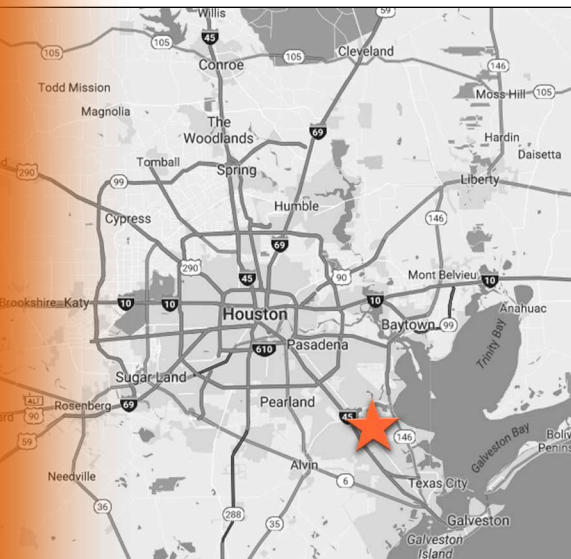 Willis
59
45
105
105
105
Cleveland
Conroe
146
Todd Mission
Moss Hill
105
Magnolia
69
The
Woodlands
Hardin
Daisetta
Tomball
Spring
290
99
Liberty
Humble
Cypress
146
69
290
45
90
Mont Belvieu
10
Brookshire
Katy
10
10
10
Anahuac
Houston
Baytown
99
Trinity Bay
610
Pasadena
Sugar Land
ALT
90
Rosenberg
69
Pearland
45
146
59
Galveston Bay
Alvin
Needville
6
Texas City
36
288
35
Galveston
Galveston
Island